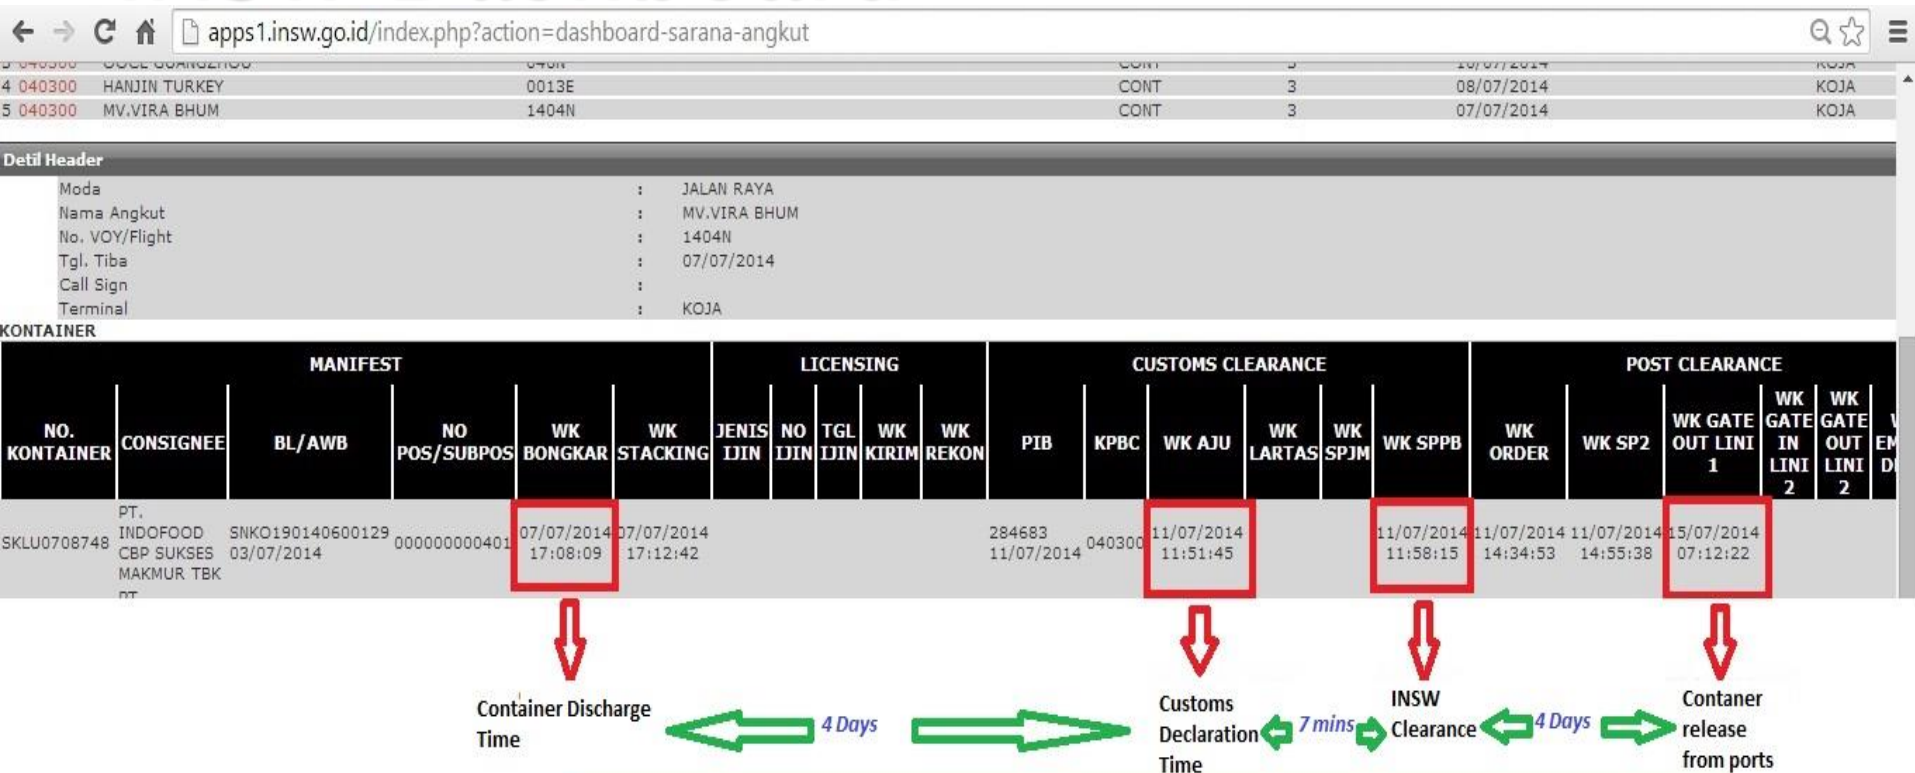 apps1.insw.go.id/index.php?action=dashboard-sarana-angkut
4 040300 HANJIN TURKEY 0013E CONT 3 08/07/2014 KOJA
5 040300 MV.VIRA BHUM 1404N CONT 3 07/07/2014 KOJA
Detil Header
Moda : JALAN RAYA
Nama Angkut : MV.VIRA BHUM
No. VOY/Flight : 1404N
Tgl. Tiba : 07/07/2014
Call Sign :
Terminal : KOJA
KONTAINER
MANIFEST LICENSING CUSTOMS CLEARANCE POST CLEARANCE
NO. KONTAINER CONSIGNEE BL/AWB NO POS/SUBPOS WK BONGKAR WK STACKING JENIS IJIN NO IJIN TGL IJIN WK KIRIM WK REKON PIB KPBC WK AJU WK LARTAS WK SPJM WK SPPB WK ORDER WK SP2 WK GATE OUT LINI 1 WK GATE IN LINI 2 WK GATE OUT LINI 2
PT.
INDOFOOD SNKO190140600129 07/07/2014 07/07/2014 284683 11/07/2014 11/07/2014 11/07/2014 11/07/2014 15/07/2014
SKLU0708748 000000000401 040300
CBP SUKSES 03/07/2014 17:08:09 17:12:42 11/07/2014 11:51:45 11:58:15 14:34:53 14:55:38 07:12:22
MAKMUR TBK
PT
Container Discharge
Time
4 Days
Customs
Declaration
Time
7 mins
INSW
Clearance
4 Days
Contaner
release
from ports